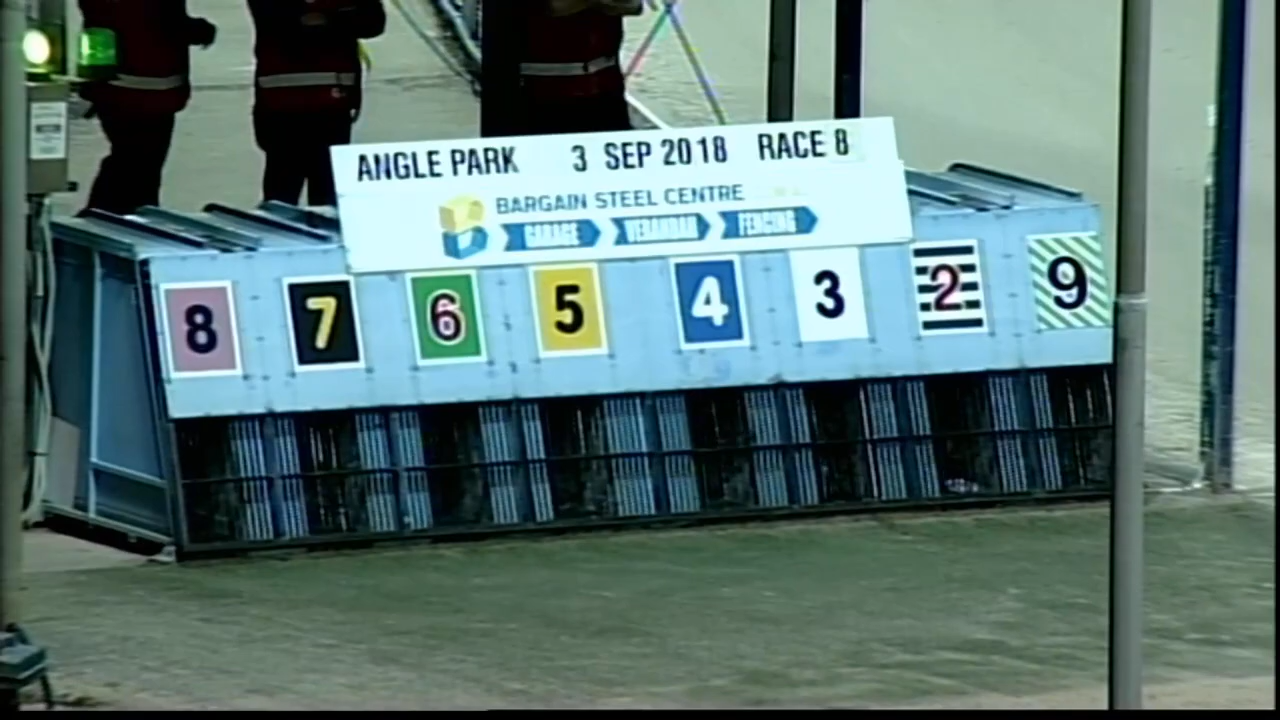 ANGLE PARK 3 SEP 2018 RACE 8
BARGAIN STEEL CENTRE
GARAGE VERANDAH FENCING
8 7 6 5 4 3 2 9